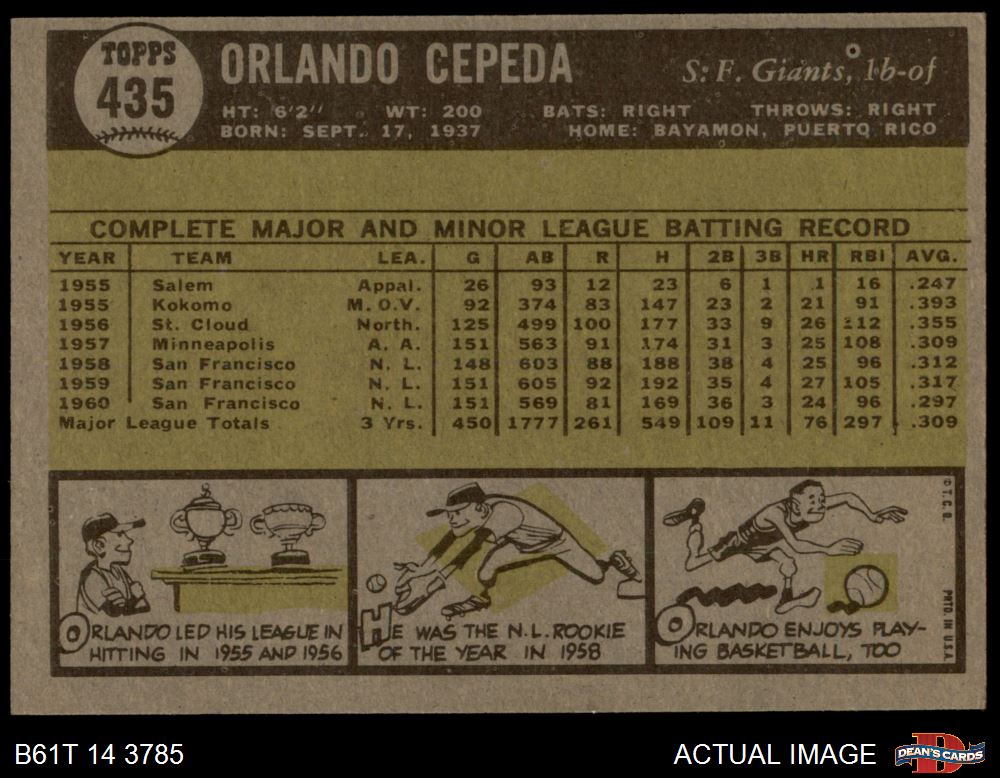 TOPPS
435
ORLANDO CEPEDA
S. F. Giants, 1b-of
HT: 6'2'' WT: 200 BATS: RIGHT THROWS: RIGHT
BORN: SEPT. 17, 1937 HOME: BAYAMON, PUERTO RICO
COMPLETE MAJOR AND MINOR LEAGUE BATTING RECORD
YEAR TEAM LEA. G AB R H 2B 3B HR RBI AVG.
1955 Salem Appal. 26 93 12 23 6 1 1 16 .247
1955 Kokomo M. O.V. 92 374 83 147 23 2 21 91 .393
1956 St. Cloud North. 125 499 100 177 33 9 26 112 .355
1957 Minneapolis A. A. 151 563 91 174 31 3 25 108 .309
1958 San Francisco N. L. 148 603 88 188 38 4 25 96 .312
1959 San Francisco N. L. 151 605 92 192 35 4 27 105 .317
1960 San Francisco N. L. 151 569 81 169 36 3 24 96 .297
Major League Totals 3 Yrs. 450 1777 261 549 109 11 76 297 .309
ORLANDO LED HIS LEAGUE IN
HITTING IN 1955 AND 1956
HE WAS THE N.L. ROOKIE
OF THE YEAR IN 1958
ORLANDO ENJOYS PLAY-
ING BASKETBALL, TOO
© T. C. G.
PRTD. IN U.S.A.
B61T 14 3785
ACTUAL IMAGE
DEAN'S CARDS